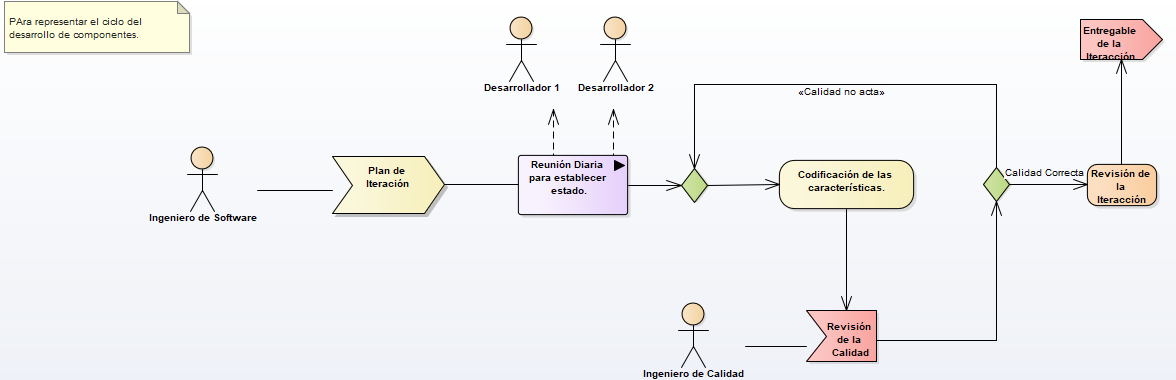 PAra representar el ciclo del
desarrollo de componentes.
Desarrollador 1
Desarrollador 2
Entregable
de la
Iteracción
«Calidad no acta»
Ingeniero de Software
Plan de
Iteración
Reunión Diaria
para establecer
estado.
Codificación de las
características.
Calidad Correcta
Revisión de
la
Iteracción
Revisión
de la
Calidad
Ingeniero de Calidad